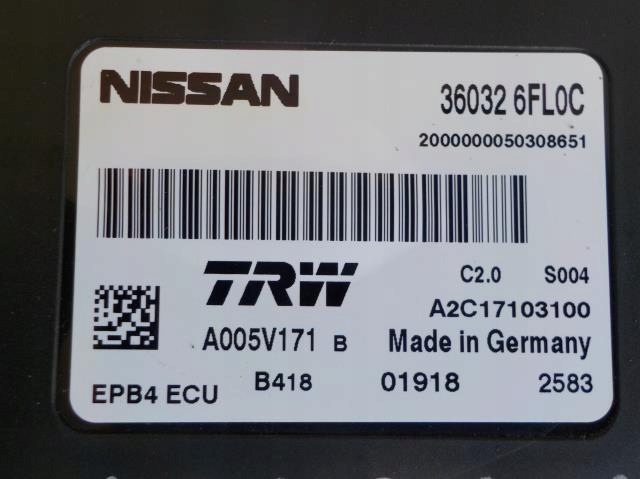 NISSAN 36032 6FL0C
2000000050308651
TRW C2.0 S004
A2C17103100
A005V171 B Made in Germany
EPB4 ECU B418 01918 2583